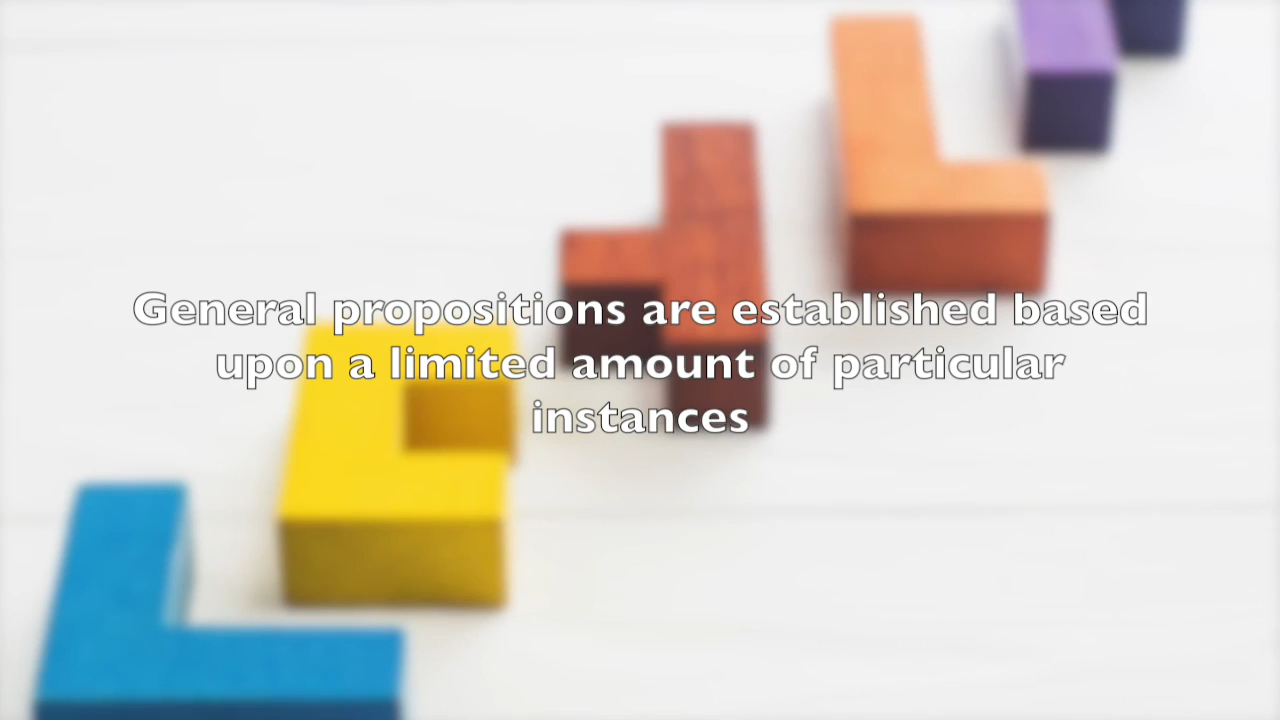 General propositions are established based
upon a limited amount of particular
instances